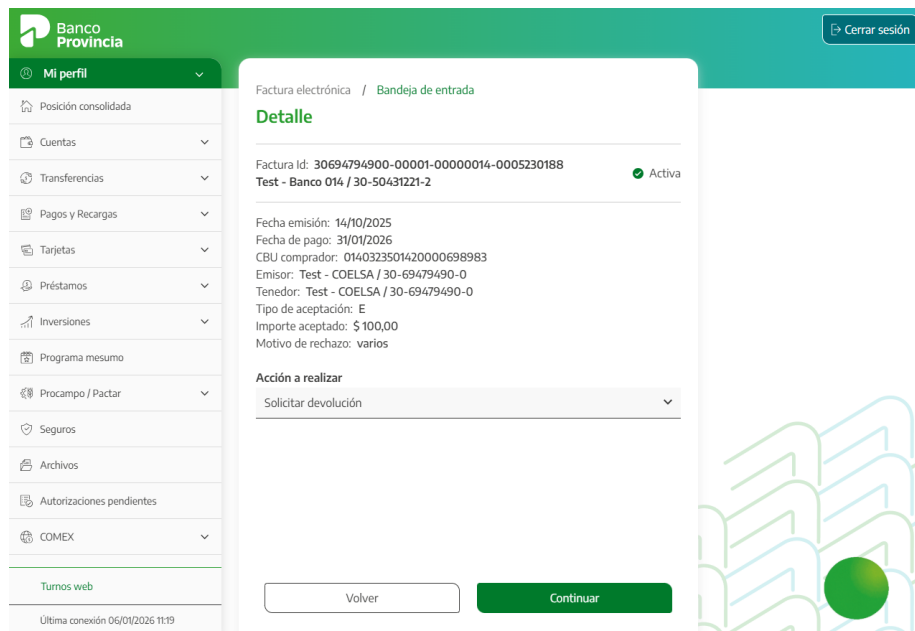 Banco
Provincia
Cerrar sesión
Mi perfil
Posición consolidada
Cuentas
Transferencias
Pagos y Recargas
Tarjetas
Préstamos
Inversiones
Programa mesumo
Procampo / Pactar
Seguros
Archivos
Autorizaciones pendientes
COMEX
Turnos web
Última conexión 06/01/2026 11:19
Factura electrónica / Bandeja de entrada
Detalle
Factura Id: 30694794900-00001-00000014-0005230188
Test - Banco 014 / 30-50431221-2
Activa
Fecha emisión: 14/10/2025
Fecha de pago: 31/01/2026
CBU comprador: 0140323501420000698983
Emisor: Test - COELSA / 30-69479490-0
Tenedor: Test - COELSA / 30-69479490-0
Tipo de aceptación: E
Importe aceptado: $ 100,00
Motivo de rechazo: varios
Acción a realizar
Solicitar devolución
Volver
Continuar